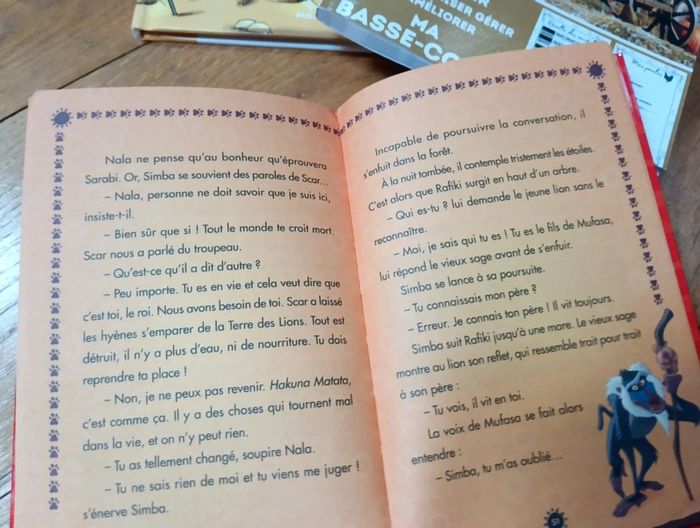 ISER GÉRER
AMÉLIORER
MA
BASSE-CO
Nala ne pense qu'au bonheur qu'éprouvera
Sarabi. Or, Simba se souvient des paroles de Scar...
– Nala, personne ne doit savoir que je suis ici,
insiste-t-il.
– Bien sûr que si ! Tout le monde te croit mort.
Scar nous a parlé du troupeau.
– Qu'est-ce qu'il a dit d'autre ?
– Peu importe. Tu es en vie et cela veut dire que
c'est toi, le roi. Nous avons besoin de toi. Scar a laissé
les hyènes s'emparer de la Terre des Lions. Tout est
détruit, il n'y a plus d'eau, ni de nourriture. Tu dois
reprendre ta place !
– Non, je ne peux pas revenir. Hakuna Matata,
c'est comme ça. Il y a des choses qui tournent mal
dans la vie, et on n'y peut rien.
– Tu as tellement changé, soupire Nala.
– Tu ne sais rien de moi et tu viens me juger !
s'énerve Simba.
Incapable de poursuivre la conversation, il
s'enfuit dans la forêt.
À la nuit tombée, il contemple tristement les étoiles.
C'est alors que Rafiki surgit en haut d'un arbre.
– Qui es-tu ? lui demande le jeune lion sans le
reconnaître.
– Moi, je sais qui tu es ! Tu es le fils de Mufasa,
lui répond le vieux sage avant de s'enfuir.
Simba se lance à sa poursuite.
– Tu connaissais mon père ?
– Erreur. Je connais ton père ! Il vit toujours.
Simba suit Rafiki jusqu'à une mare. Le vieux sage
montre au lion son reflet, qui ressemble trait pour trait
à son père :
– Tu vois, il vit en toi.
La voix de Mufasa se fait alors
entendre :
– Simba, tu m'as oublié...
51